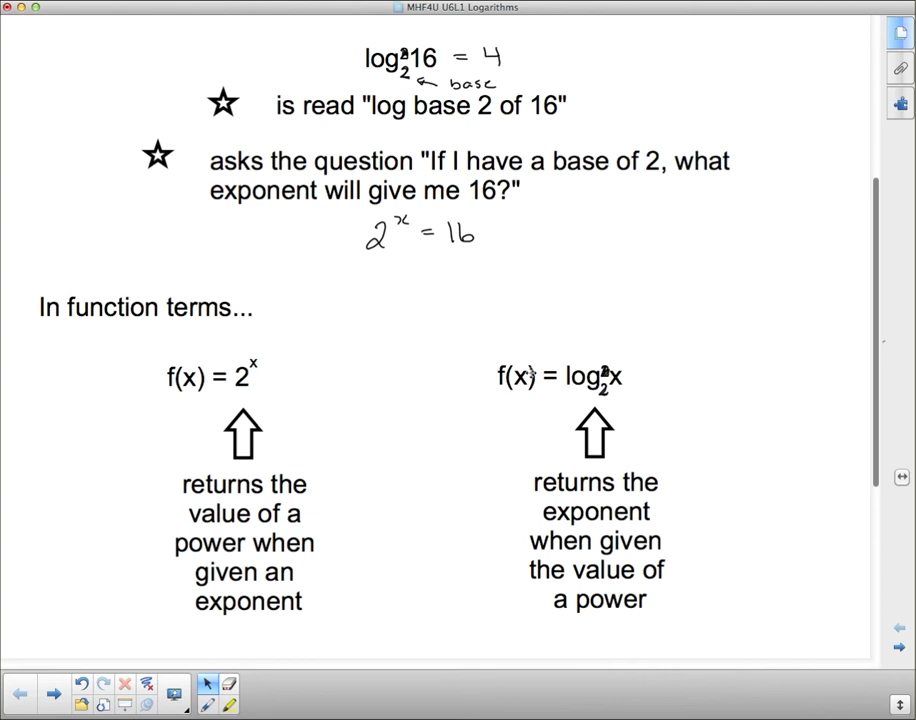 MHF4U U6L1 Logarithms
log₂16 = 4
← base
is read "log base 2 of 16"
asks the question "If I have a base of 2, what
exponent will give me 16?"
2ˣ = 16
In function terms...
f(x) = 2ˣ
f(x) = log₂x
returns the
value of a
power when
given an
exponent
returns the
exponent
when given
the value of
a power